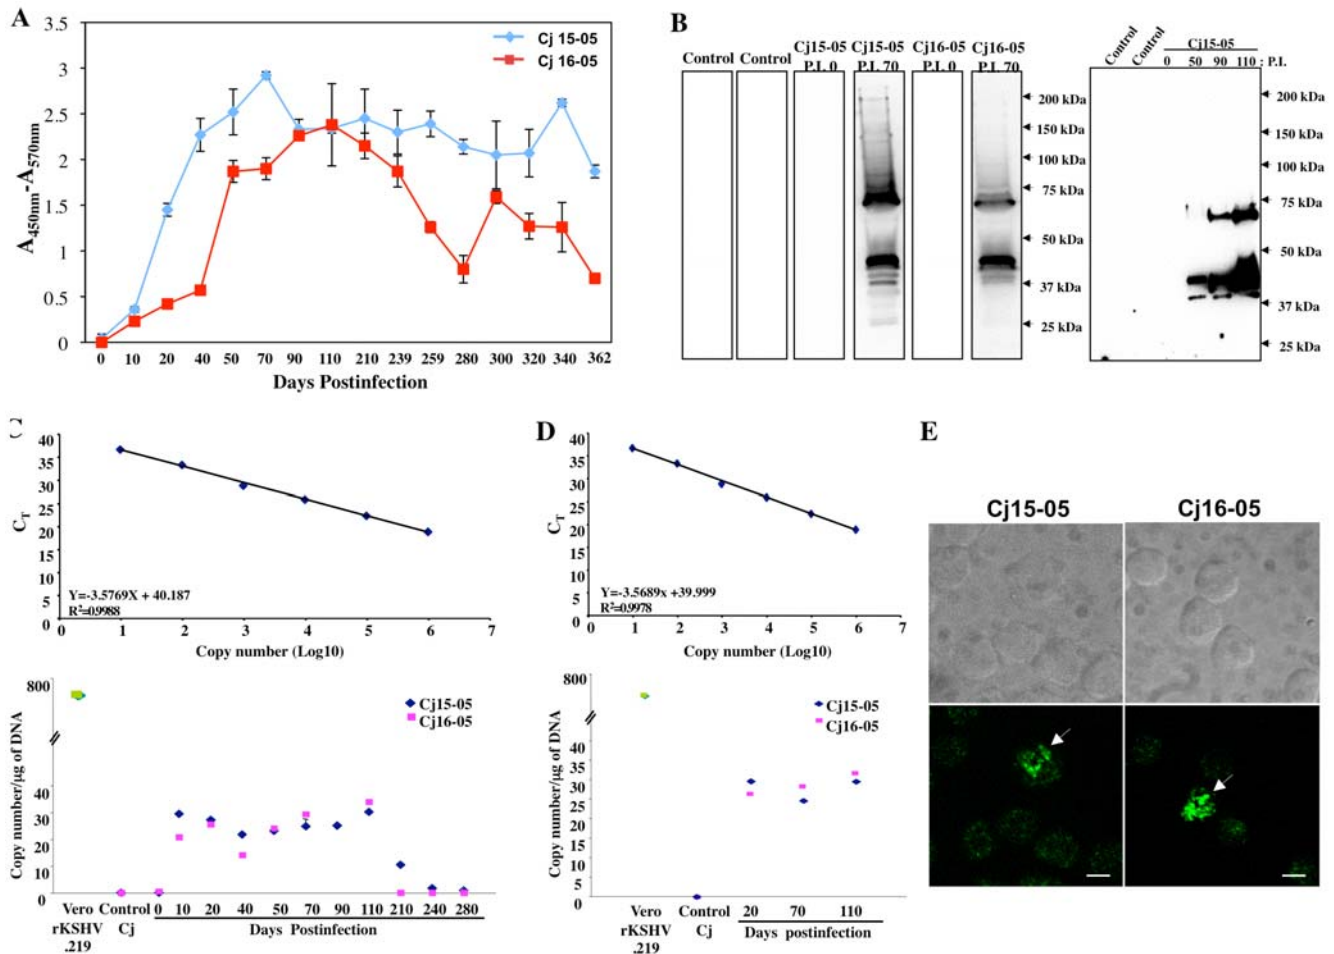 A
3.5
3
2.5
2
1.5
1
0.5
0
A450nm-A570nm
Cj 15-05
Cj 16-05
0 10 20 40 50 70 90 110 210 239 259 280 300 320 340 362
Days Postinfection
B
Control Control Cj15-05 P.I. 0 Cj15-05 P.I. 70 Cj16-05 P.I. 0 Cj16-05 P.I. 70
200 kDa
150 kDa
100 kDa
75 kDa
50 kDa
37 kDa
25 kDa
Control Control Cj15-05
0 50 90 110 : P.I.
200 kDa
150 kDa
100 kDa
75 kDa
50 kDa
37 kDa
25 kDa
40
35
30
25
20
15
10
5
0
CT
Y=-3.5769X + 40.187
R2=0.9988
0 1 2 3 4 5 6 7
Copy number (Log10)
800
40
30
20
10
0
Copy number/µg of DNA
Cj15-05
Cj16-05
Vero rKSHV .219
Control Cj
0 10 20 40 50 70 90 110 210 240 280
Days Postinfection
D
40
35
30
25
20
15
10
5
0
CT
Y=-3.5689x +39.999
R2=0.9978
0 1 2 3 4 5 6 7
Copy number (Log10)
800
40
35
30
25
20
15
10
5
0
Copy number/µg of DNA
Cj15-05
Cj16-05
Vero rKSHV .219
Control Cj
20 70 110
Days postinfection
E
Cj15-05 Cj16-05